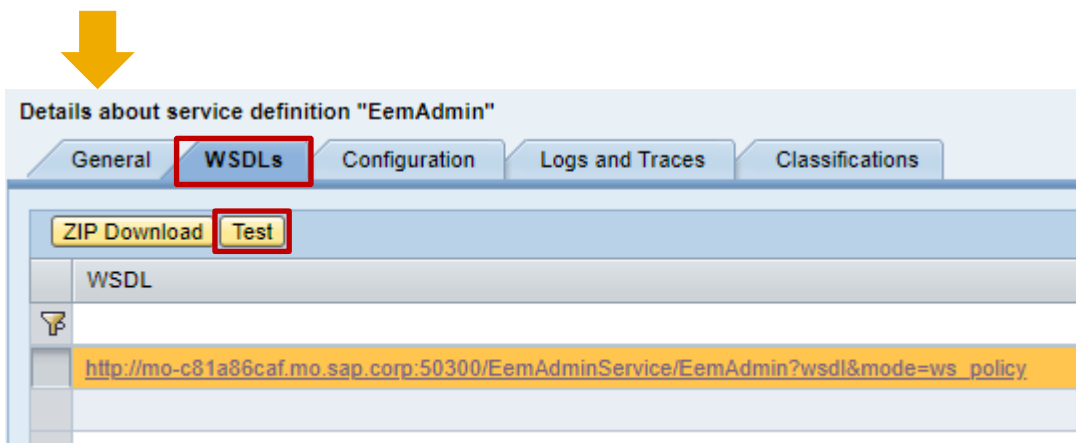 Details about service definition "EemAdmin"
General WSDLs Configuration Logs and Traces Classifications
ZIP Download Test
WSDL
http://mo-c81a86caf.mo.sap.corp:50300/EemAdminService/EemAdmin?wsdl&mode=ws_policy